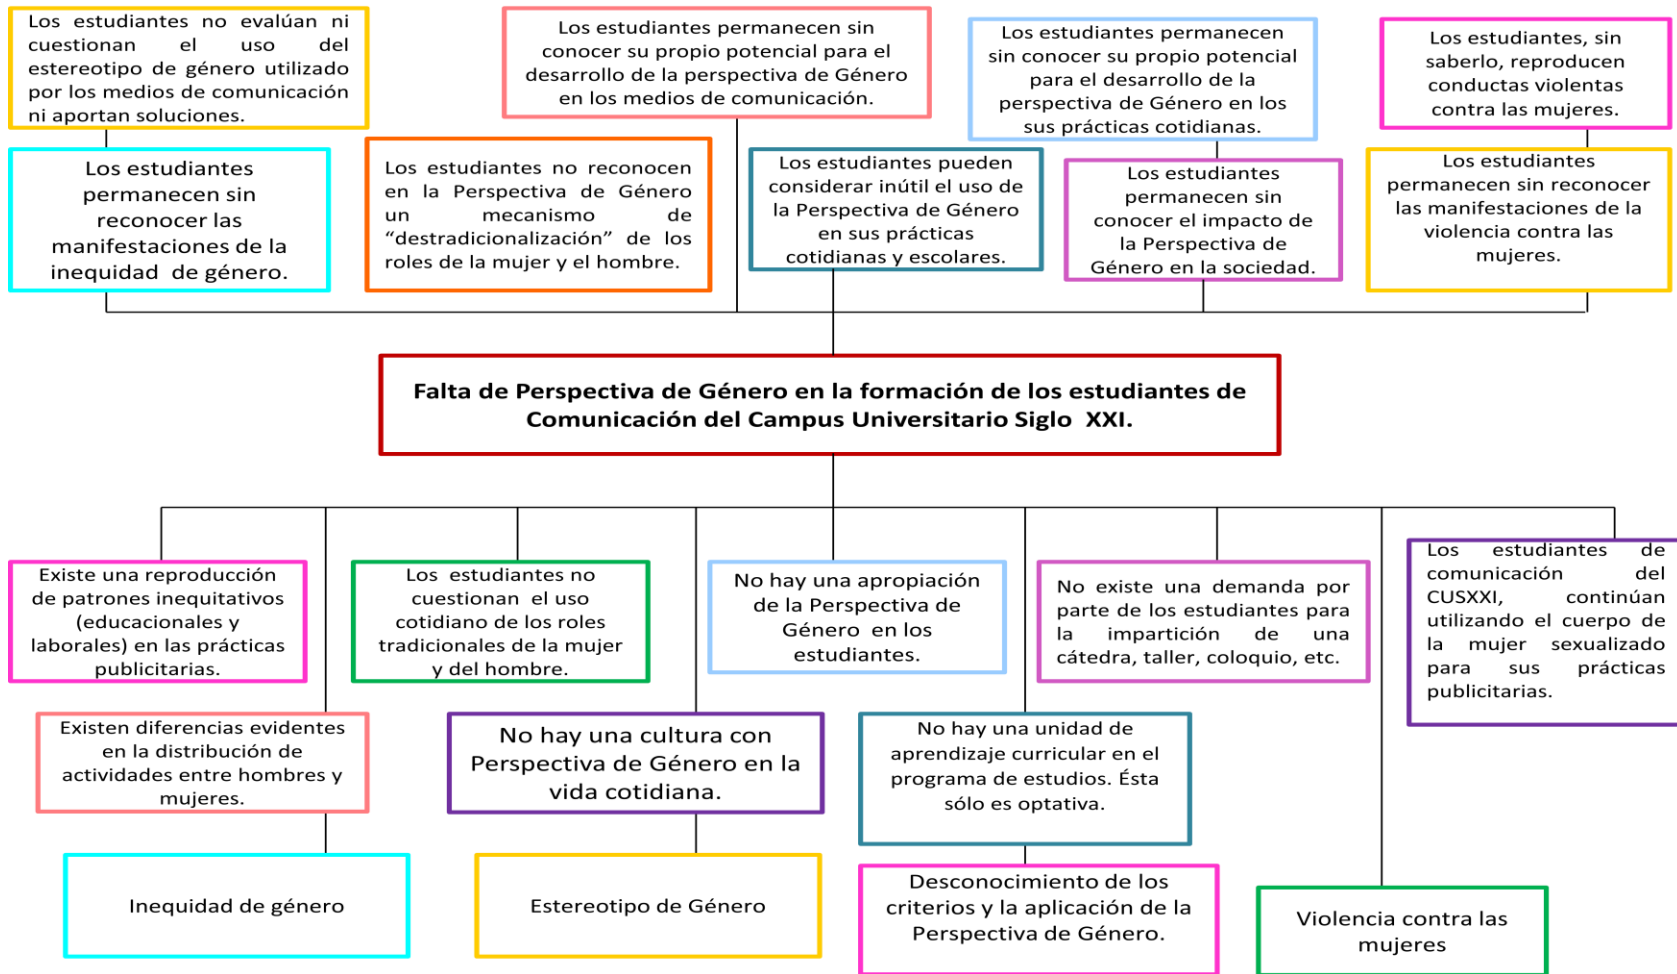 Los estudiantes no evalúan ni
cuestionan el uso del
estereotipo de género utilizado
por los medios de comunicación
ni aportan soluciones.
Los estudiantes permanecen sin
conocer su propio potencial para el
desarrollo de la perspectiva de Género
en los medios de comunicación.
Los estudiantes permanecen
sin conocer su propio potencial
para el desarrollo de la
perspectiva de Género en los
sus prácticas cotidianas.
Los estudiantes, sin
saberlo, reproducen
conductas violentas
contra las mujeres.
Los estudiantes
permanecen sin
reconocer las
manifestaciones de la
inequidad de género.
Los estudiantes no reconocen
en la Perspectiva de Género
un mecanismo de
“destradicionalización” de los
roles de la mujer y el hombre.
Los estudiantes pueden
considerar inútil el uso de
la Perspectiva de Género
en sus prácticas
cotidianas y escolares.
Los estudiantes
permanecen sin
conocer el impacto de
la Perspectiva de
Género en la sociedad.
Los estudiantes
permanecen sin reconocer
las manifestaciones de la
violencia contra las
mujeres.
Falta de Perspectiva de Género en la formación de los estudiantes de
Comunicación del Campus Universitario Siglo XXI.
Existe una reproducción
de patrones inequitativos
(educacionales y
laborales) en las prácticas
publicitarias.
Los estudiantes no
cuestionan el uso
cotidiano de los roles
tradicionales de la mujer
y del hombre.
No hay una apropiación
de la Perspectiva de
Género en los
estudiantes.
No existe una demanda por
parte de los estudiantes para
la impartición de una
cátedra, taller, coloquio, etc.
Los estudiantes de
comunicación del
CUSXXI, continúan
utilizando el cuerpo de
la mujer sexualizado
para sus prácticas
publicitarias.
Existen diferencias evidentes
en la distribución de
actividades entre hombres y
mujeres.
No hay una cultura con
Perspectiva de Género en la
vida cotidiana.
No hay una unidad de
aprendizaje curricular en el
programa de estudios. Ésta
sólo es optativa.
Inequidad de género
Estereotipo de Género
Desconocimiento de los
criterios y la aplicación de la
Perspectiva de Género.
Violencia contra las
mujeres